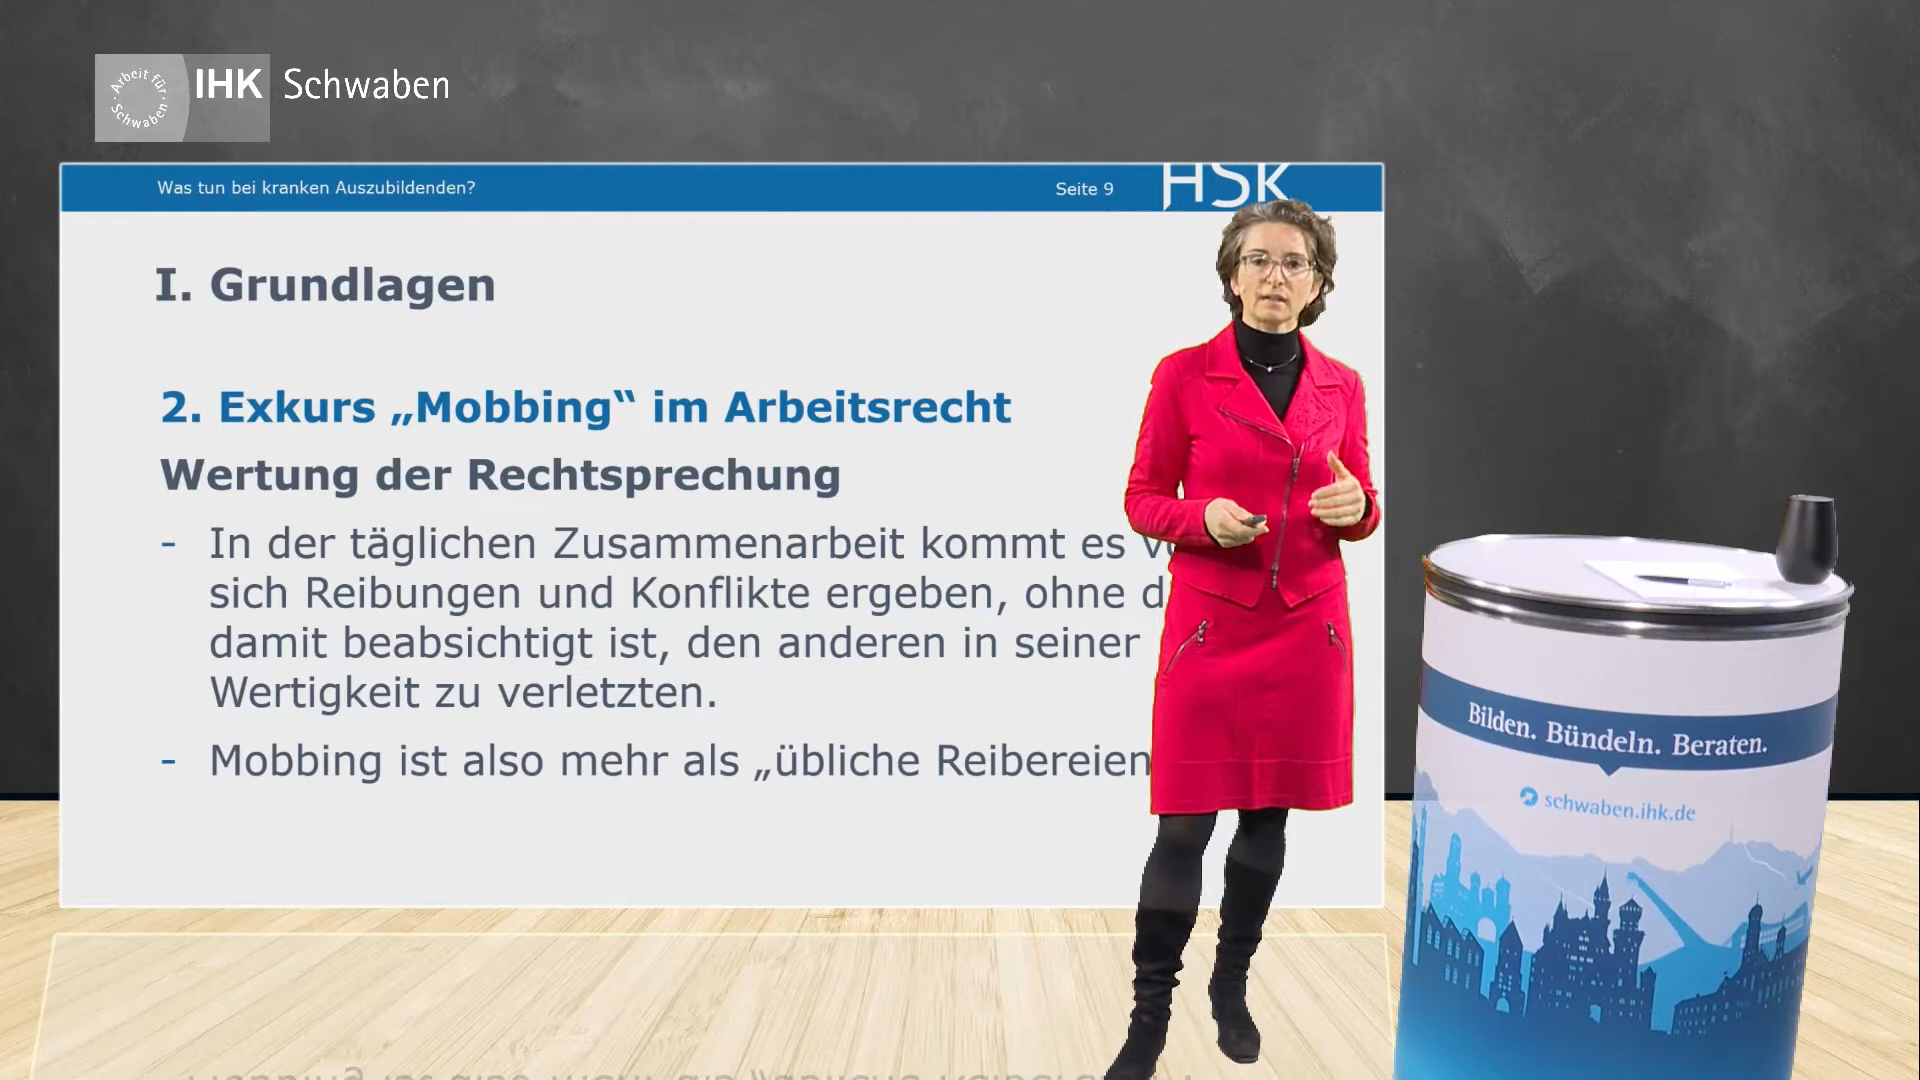 Arbeit für
Schwaben
IHK Schwaben
Was tun bei kranken Auszubildenden?
Seite 9
HSK
I. Grundlagen
2. Exkurs „Mobbing“ im Arbeitsrecht
Wertung der Rechtsprechung
- In der täglichen Zusammenarbeit kommt es
sich Reibungen und Konflikte ergeben, ohne
damit beabsichtigt ist, den anderen in seiner
Wertigkeit zu verletzten.
- Mobbing ist also mehr als „übliche Reibereien
Bilden. Bündeln. Beraten.
schwaben.ihk.de